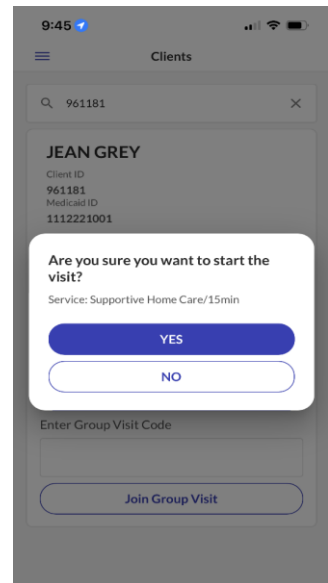 9:45
Clients
961181
JEAN GREY
Client ID
961181
Medicaid ID
1112221001
Are you sure you want to start the
visit?
Service: Supportive Home Care/15min
YES
NO
Enter Group Visit Code
Join Group Visit